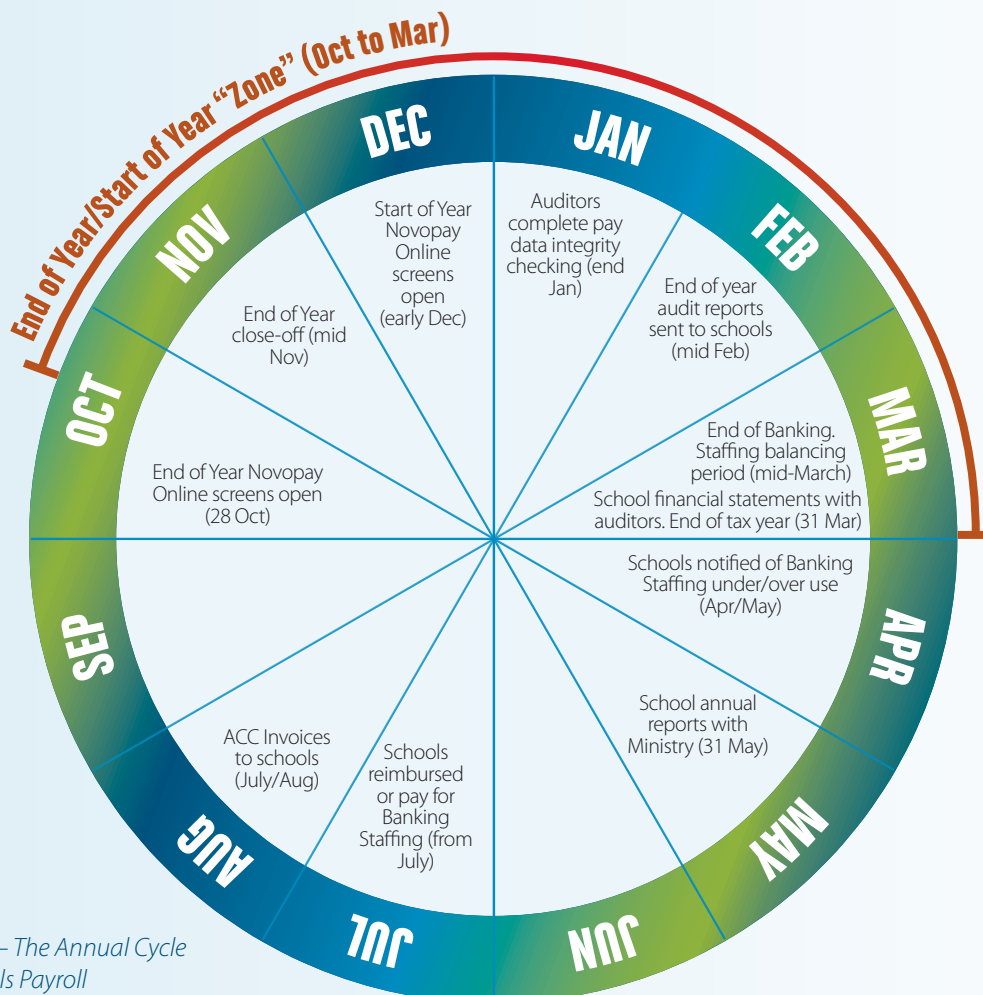 End of Year/Start of Year “Zone” (Oct to Mar)
JAN
Auditors
complete pay
data integrity
checking (end
Jan)
FEB
End of year
audit reports
sent to schools
(mid Feb)
MAR
End of Banking.
Staffing balancing
period (mid-March)
School financial statements with
auditors. End of tax year (31 Mar)
APR
Schools notified of Banking
Staffing under/over use
(Apr/May)
MAY
School annual
reports with
Ministry (31 May)
JUN
JUL
Schools
reimbursed
or pay for
Banking
Staffing (from
July)
AUG
ACC Invoices
to schools
(July/Aug)
SEP
OCT
End of Year Novopay
Online screens open
(28 Oct)
NOV
End of Year
close-off (mid
Nov)
DEC
Start of Year
Novopay
Online
screens
open
(early Dec)
– The Annual Cycle
ls Payroll